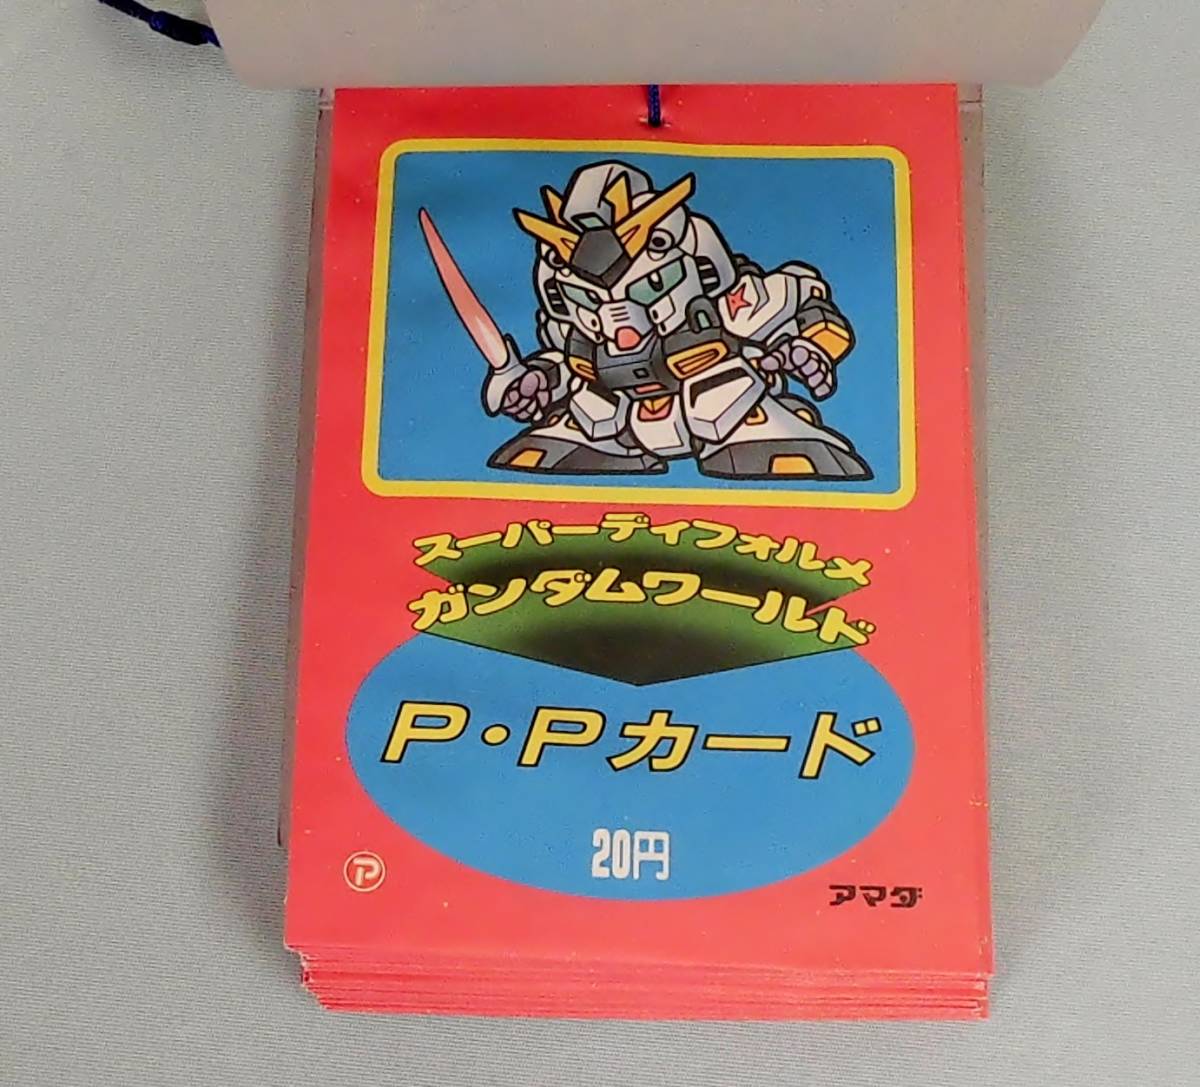 スーパーディフォルメ
ガンダムワールド
P・Pカード
20円
P
アマダ